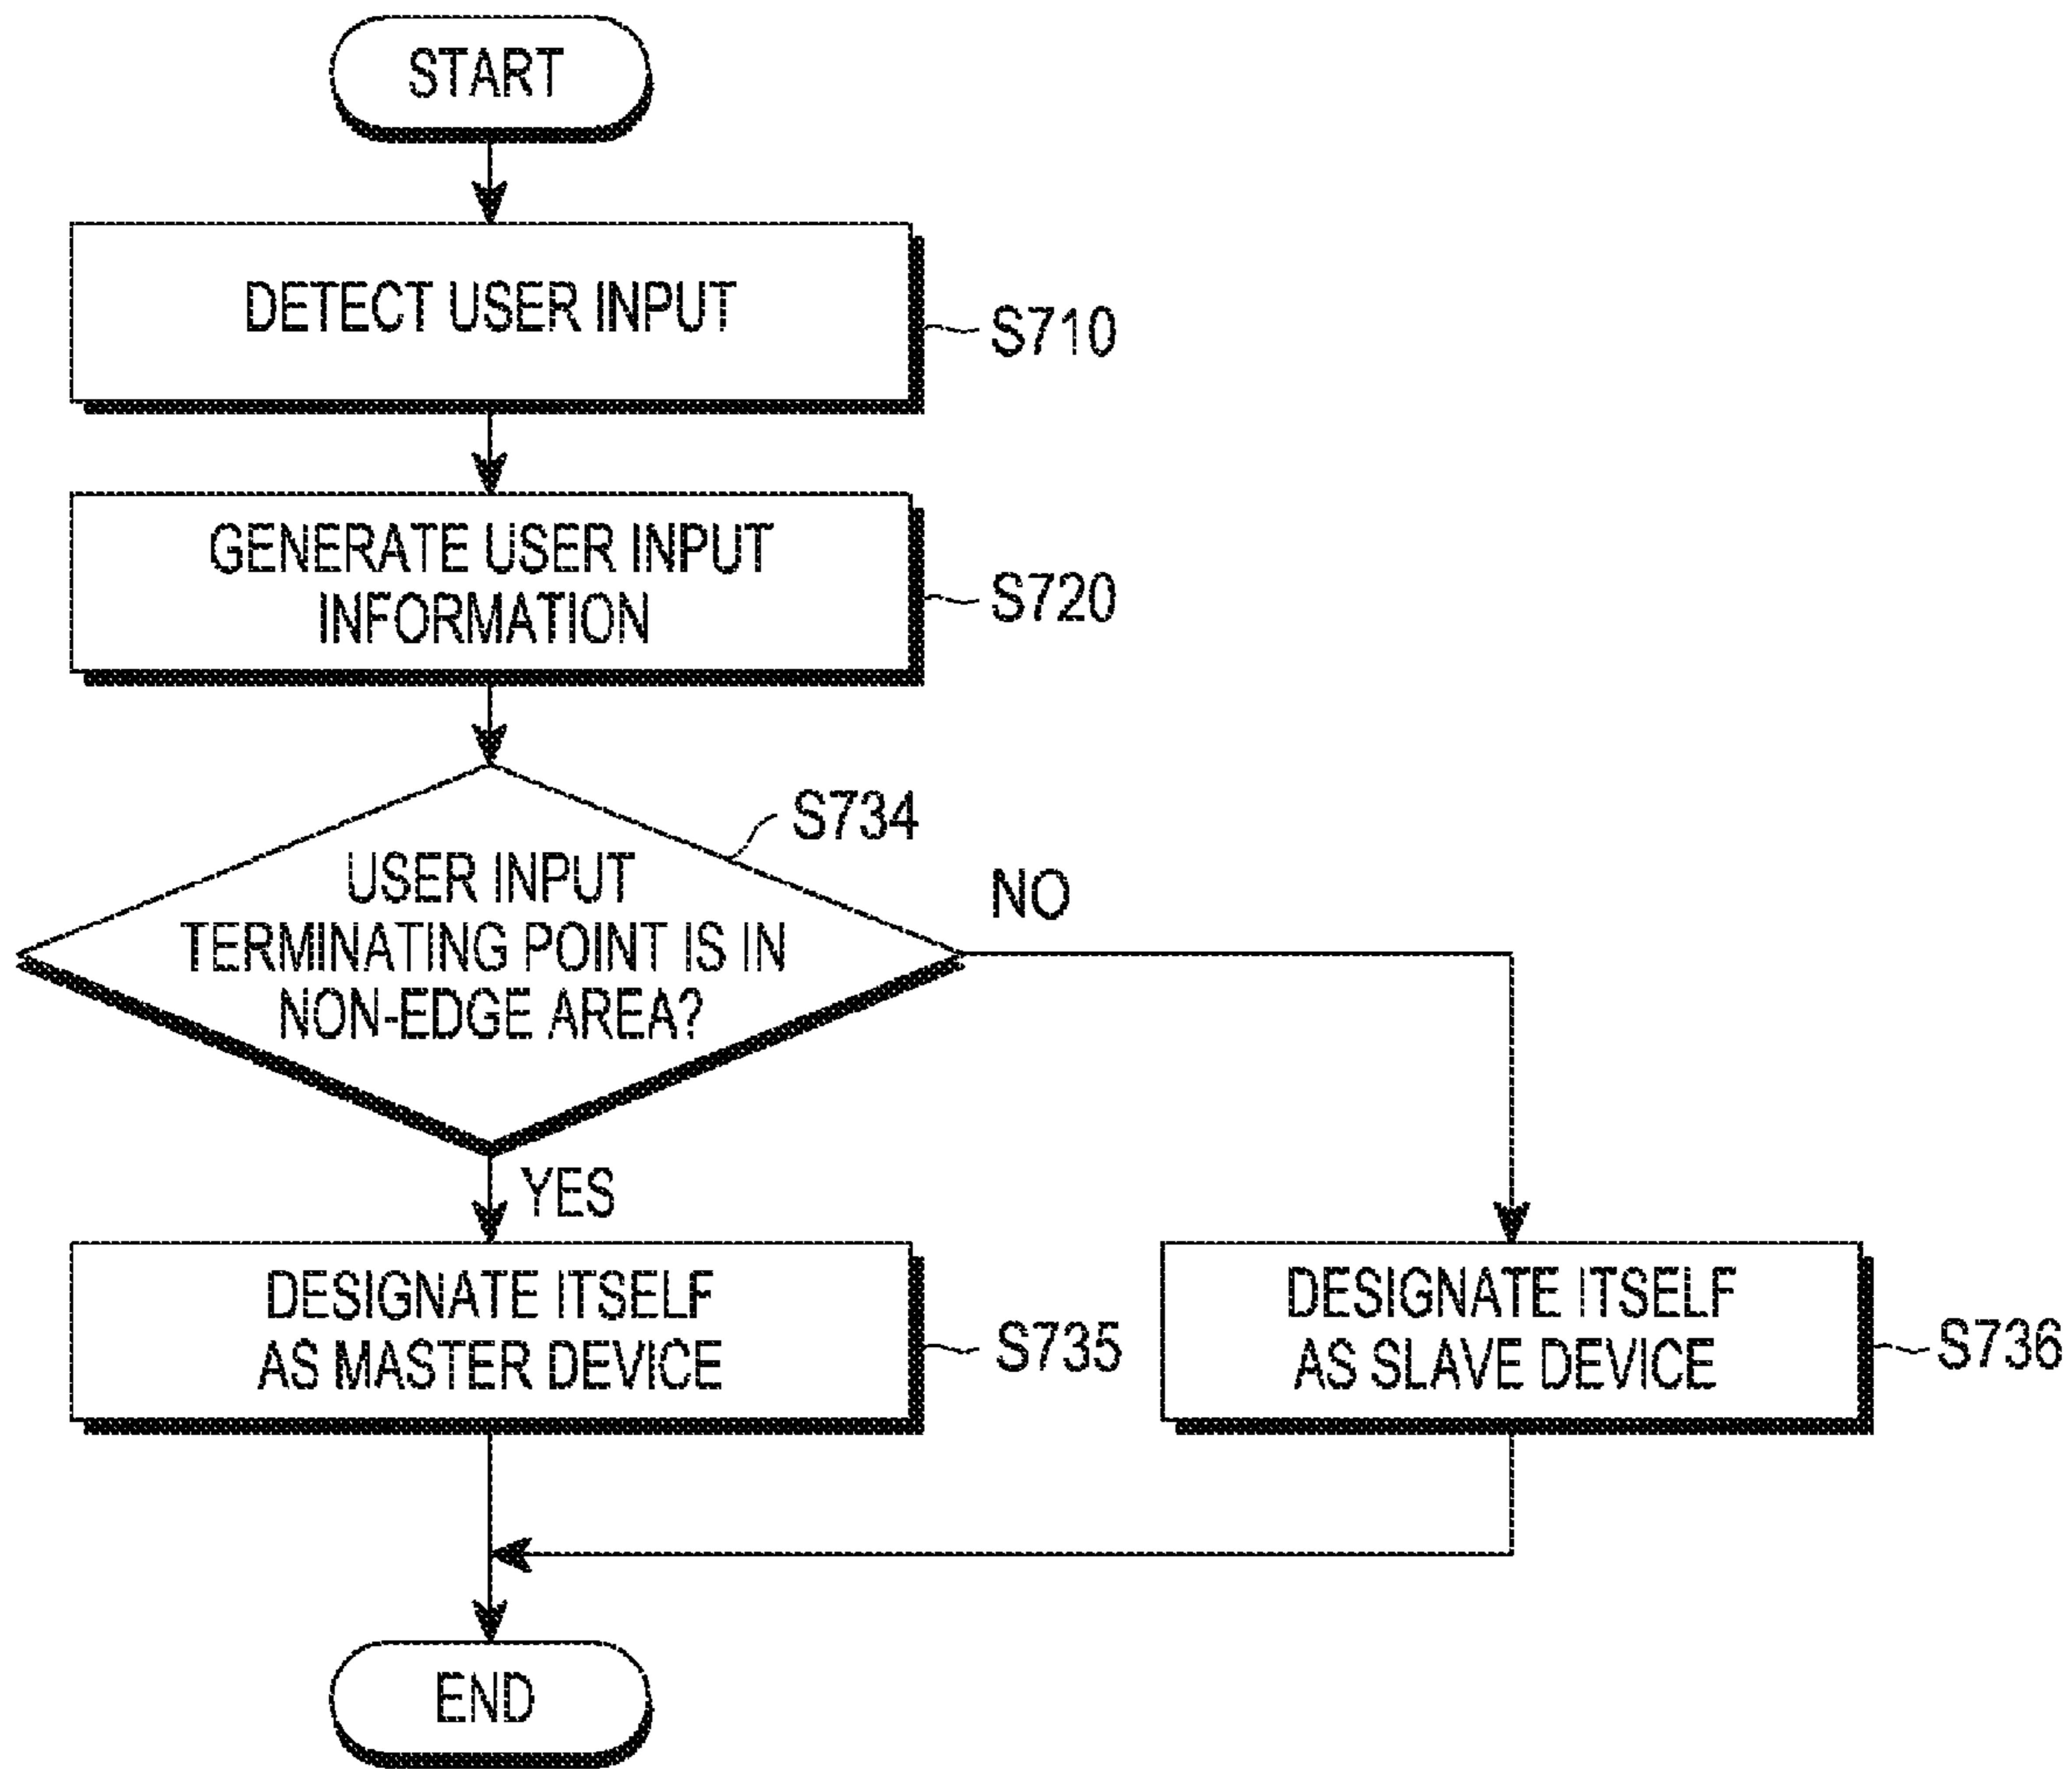 START
DETECT USER INPUT
S710
GENERATE USER INPUT
INFORMATION
S720
S734
USER INPUT
TERMINATING POINT IS IN
NON-EDGE AREA?
NO
YES
DESIGNATE ITSELF
AS MASTER DEVICE
S735
DESIGNATE ITSELF
AS SLAVE DEVICE
S736
END